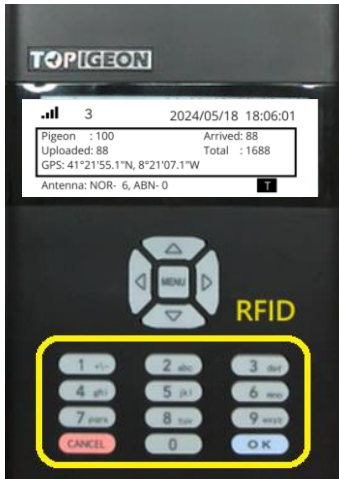 TOPIGEON
3 2024/05/18 18:06:01
Pigeon : 100 Arrived: 88
Uploaded: 88 Total : 1688
GPS: 41°21'55.1"N, 8°21'07.1"W
Antenna: NOR- 6, ABN- 0 T
MENU
RFID
1 +\-
2 abc
3 def
4 ghi
5 jkl
6 mno
7 pqrs
8 tuv
9 wxyz
CANCEL
0
OK